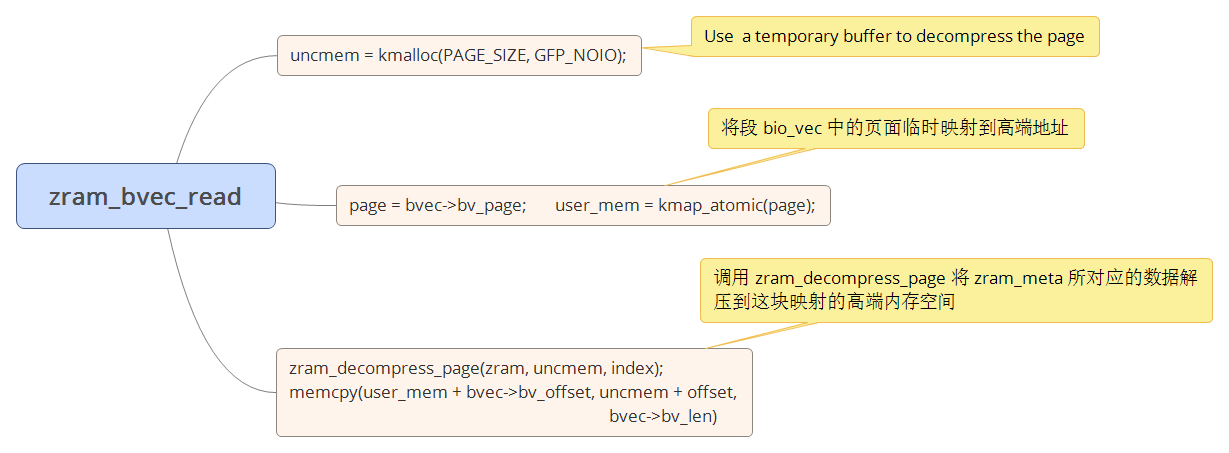 uncmem = kmalloc(PAGE_SIZE, GFP_NOIO);
Use a temporary buffer to decompress the page
将段 bio_vec 中的页面临时映射到高端地址
zram_bvec_read
page = bvec->bv_page; user_mem = kmap_atomic(page);
调用 zram_decompress_page 将 zram_meta 所对应的数据解
压到这块映射的高端内存空间
zram_decompress_page(zram, uncmem, index);
memcpy(user_mem + bvec->bv_offset, uncmem + offset,
bvec->bv_len)